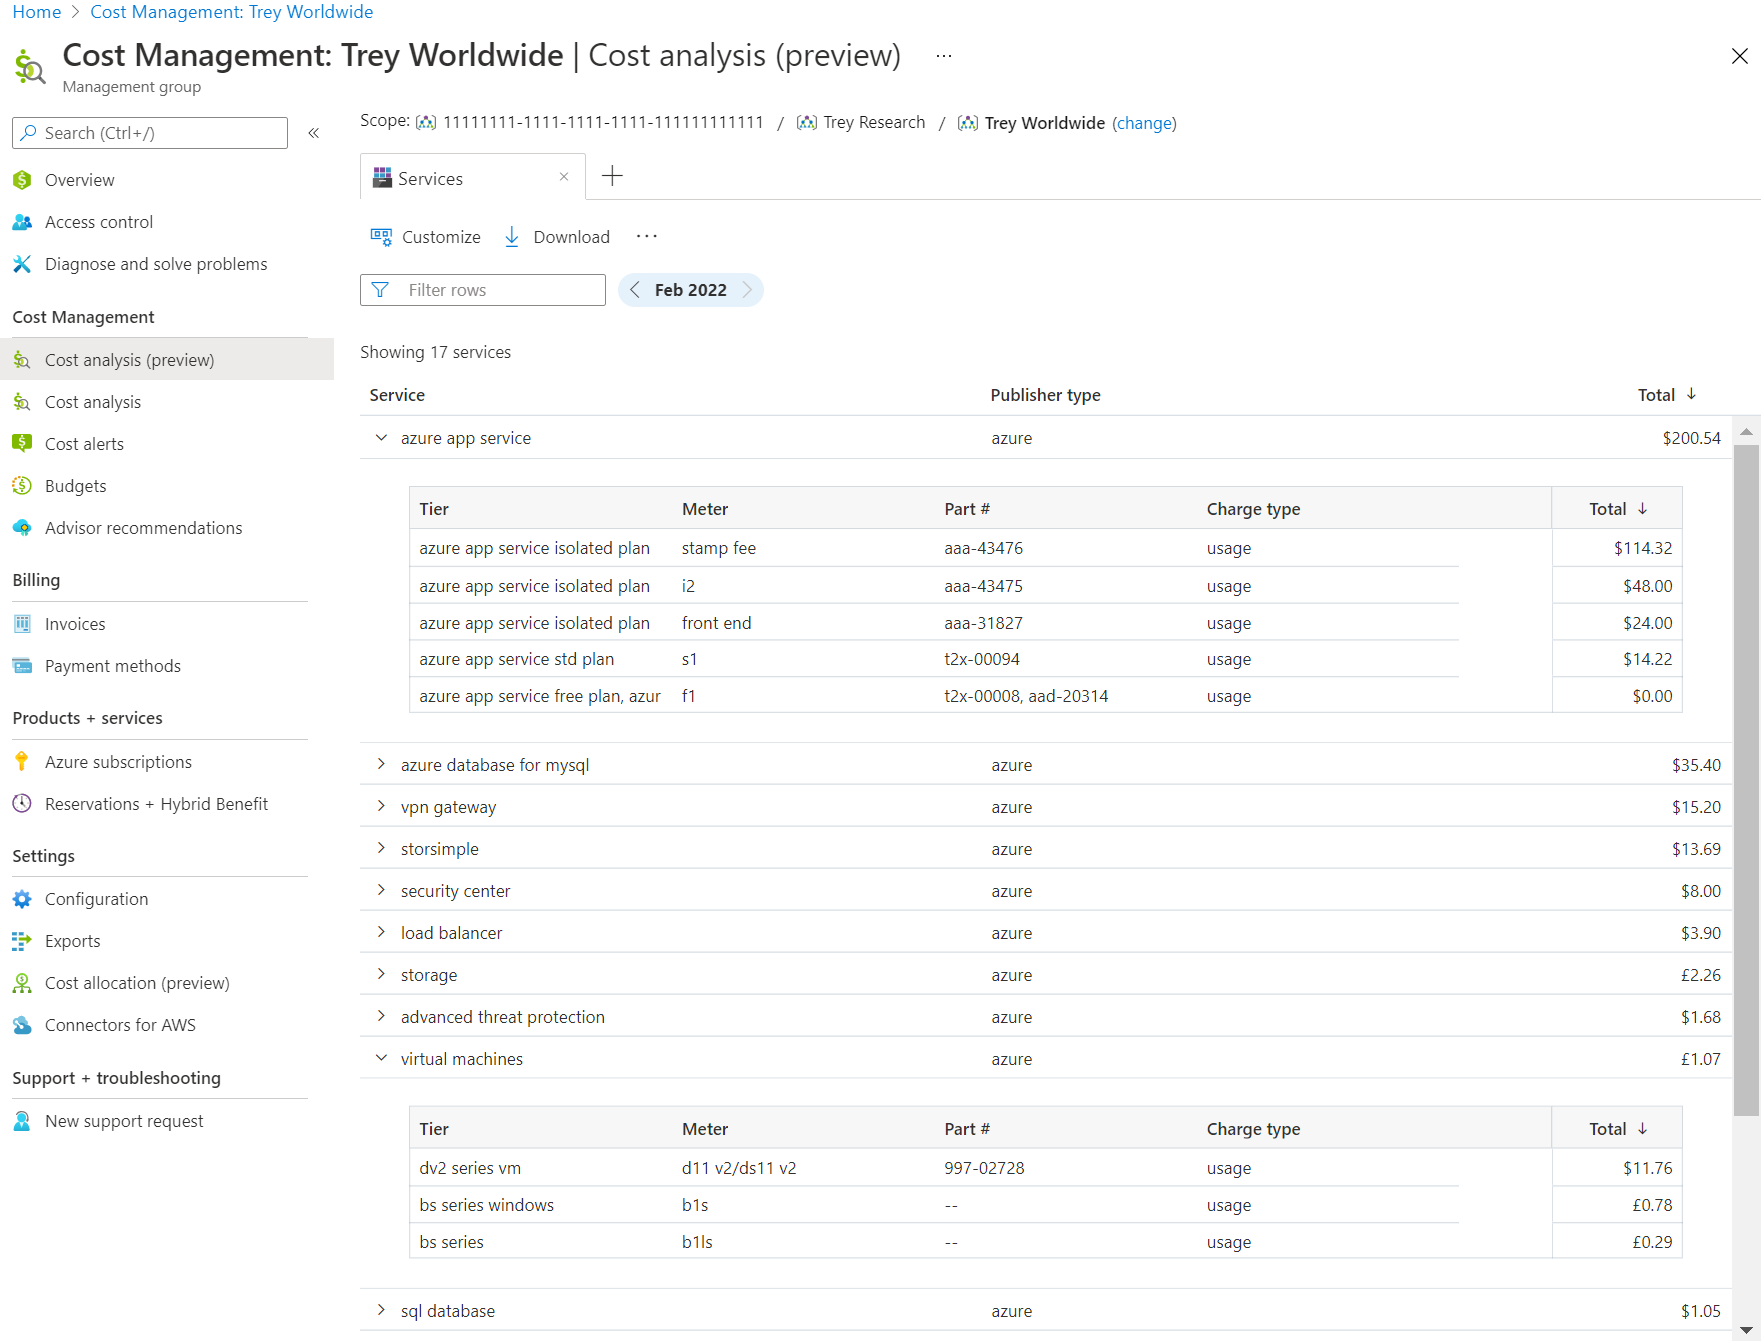 Home > Cost Management: Trey Worldwide
Cost Management: Trey Worldwide | Cost analysis (preview) ...
Management group
Search (Ctrl+/) «
Overview
Access control
Diagnose and solve problems
Cost Management
Cost analysis (preview)
Cost analysis
Cost alerts
Budgets
Advisor recommendations
Billing
Invoices
Payment methods
Products + services
Azure subscriptions
Reservations + Hybrid Benefit
Settings
Configuration
Exports
Cost allocation (preview)
Connectors for AWS
Support + troubleshooting
New support request
Scope: 11111111-1111-1111-1111-111111111111 / Trey Research / Trey Worldwide (change)
Services
Customize Download ...
Filter rows Feb 2022
Showing 17 services
Service Publisher type Total ↓
azure app service azure $200.54
Tier Meter Part # Charge type Total ↓
azure app service isolated plan stamp fee aaa-43476 usage $114.32
azure app service isolated plan i2 aaa-43475 usage $48.00
azure app service isolated plan front end aaa-31827 usage $24.00
azure app service std plan s1 t2x-00094 usage $14.22
azure app service free plan, azur f1 t2x-00008, aad-20314 usage $0.00
azure database for mysql azure $35.40
vpn gateway azure $15.20
storsimple azure $13.69
security center azure $8.00
load balancer azure $3.90
storage azure £2.26
advanced threat protection azure $1.68
virtual machines azure £1.07
Tier Meter Part # Charge type Total ↓
dv2 series vm d11 v2/ds11 v2 997-02728 usage $11.76
bs series windows b1s -- usage £0.78
bs series b1ls -- usage £0.29
sql database azure $1.05